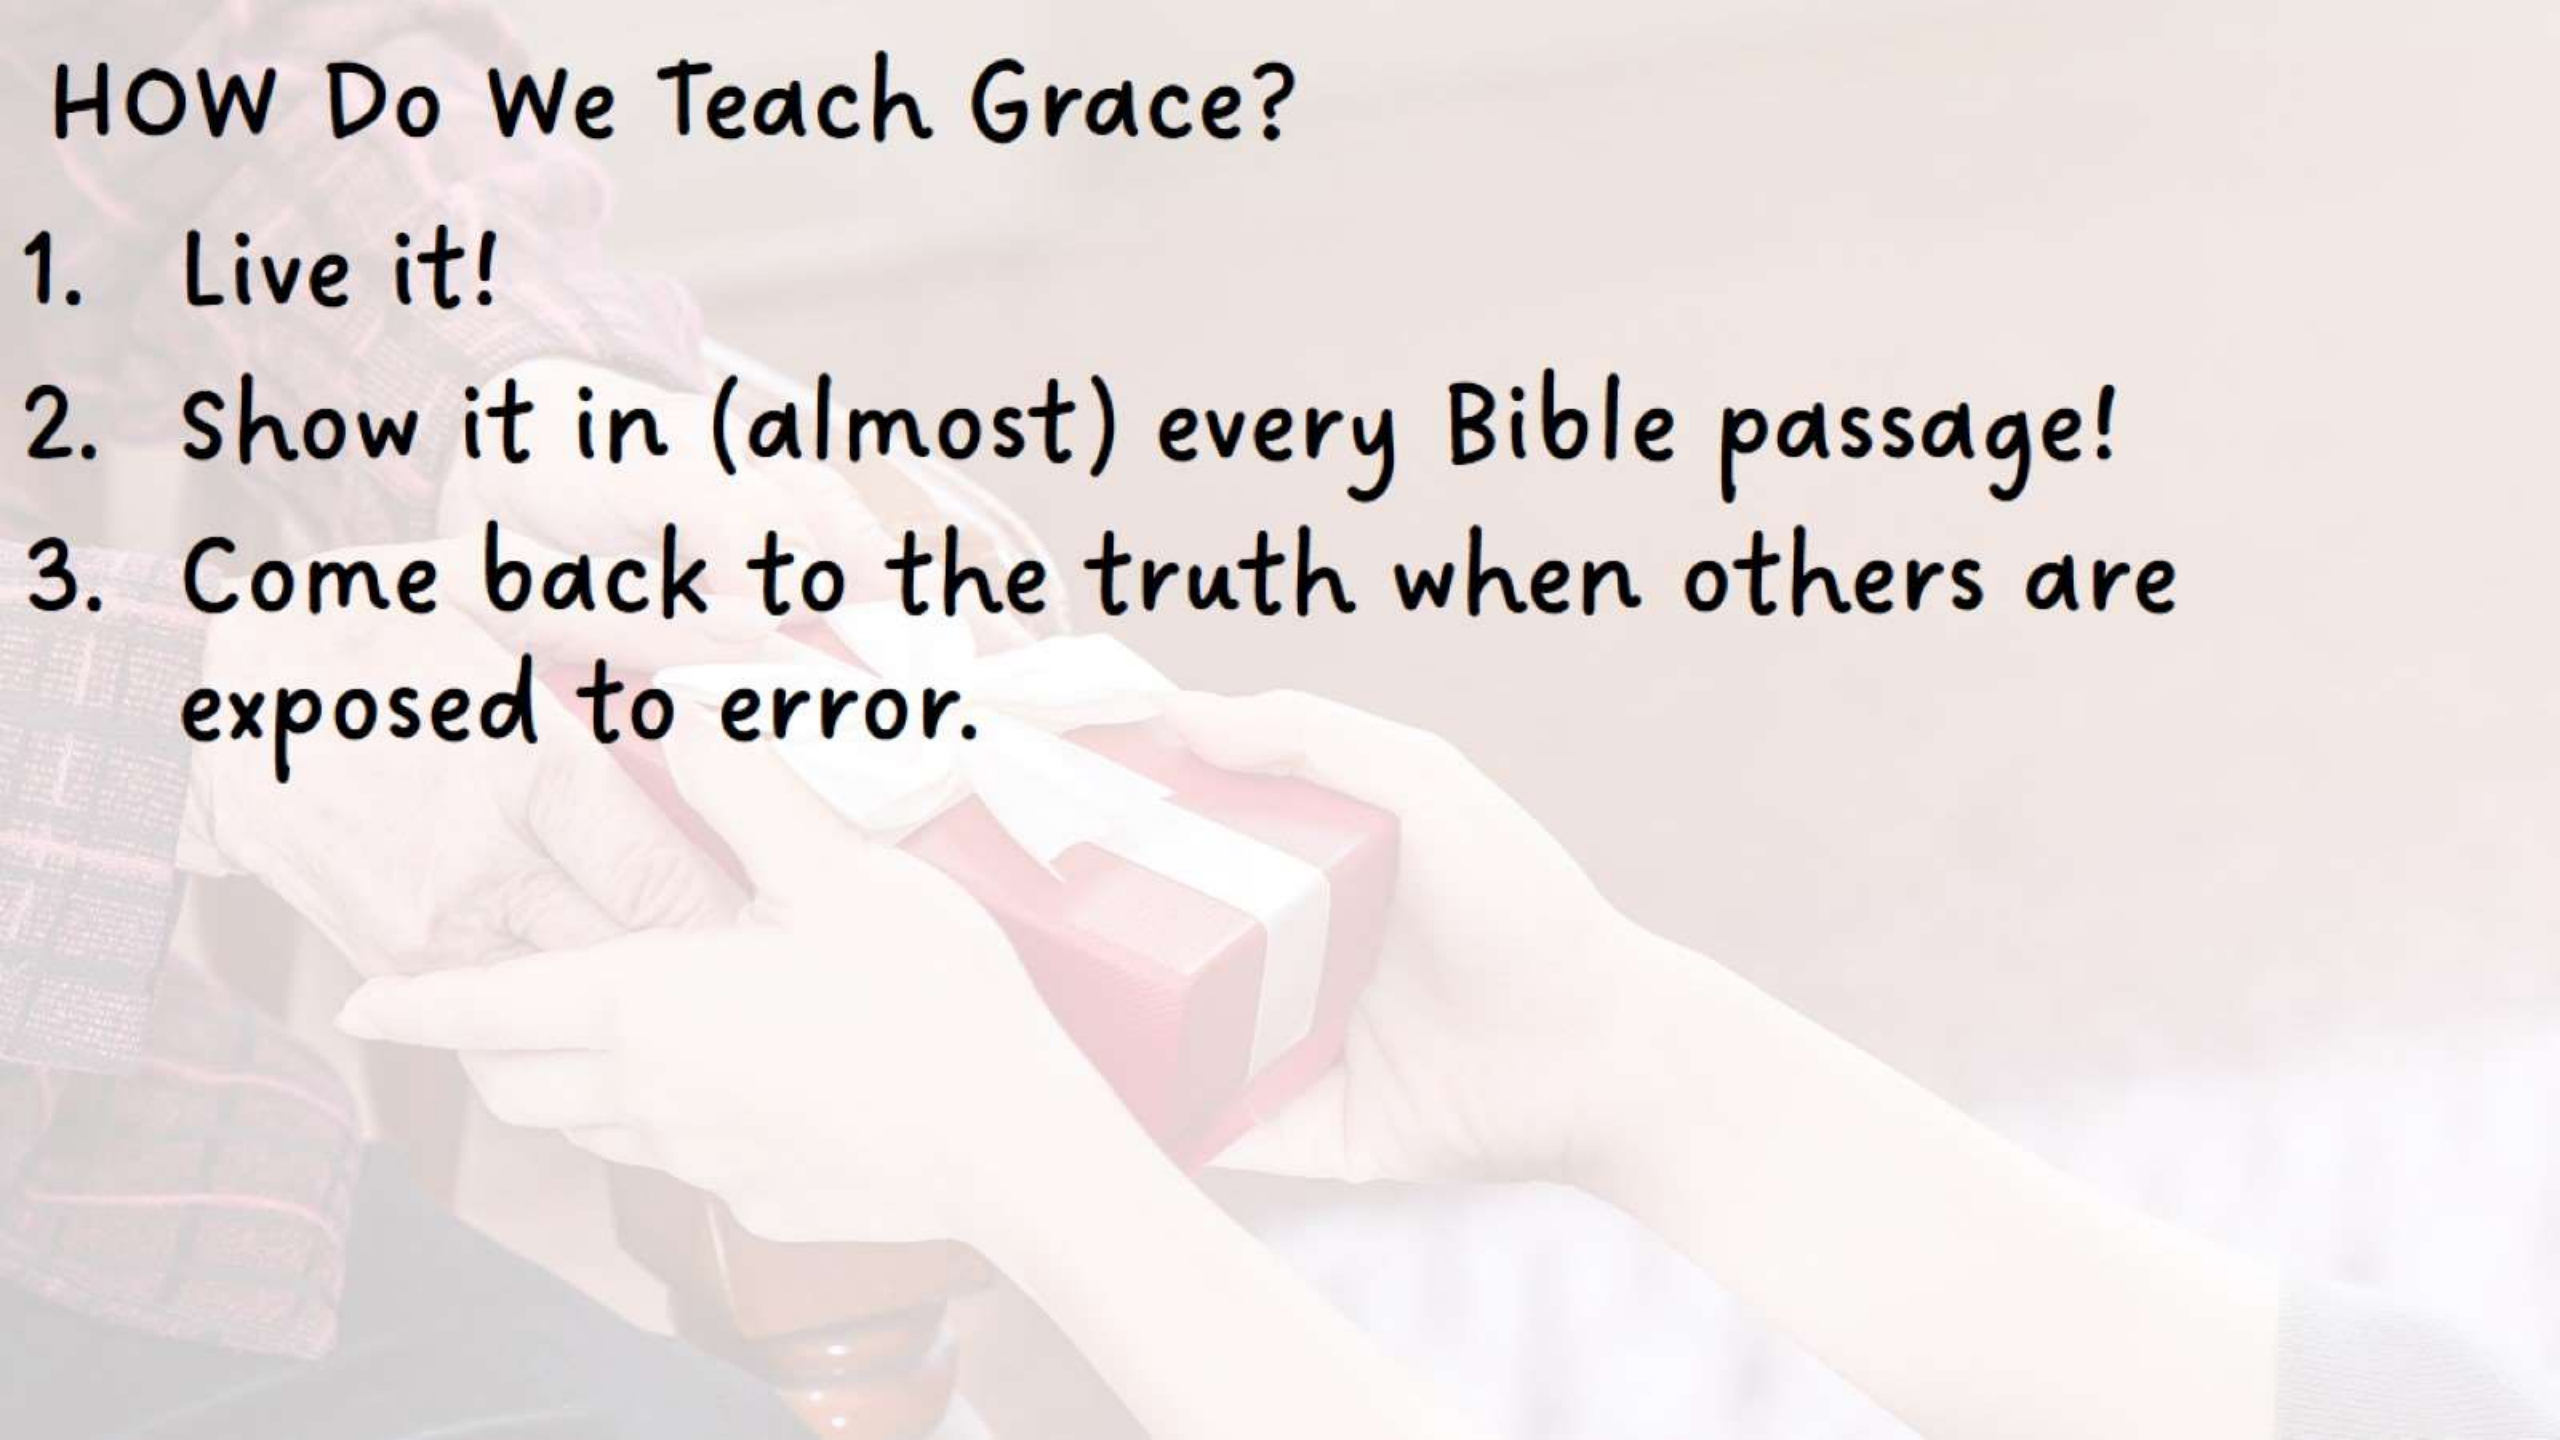 HOW Do We Teach Grace?
1. Live it!
2. Show it in (almost) every Bible passage!
3. Come back to the truth when others are
exposed to error.